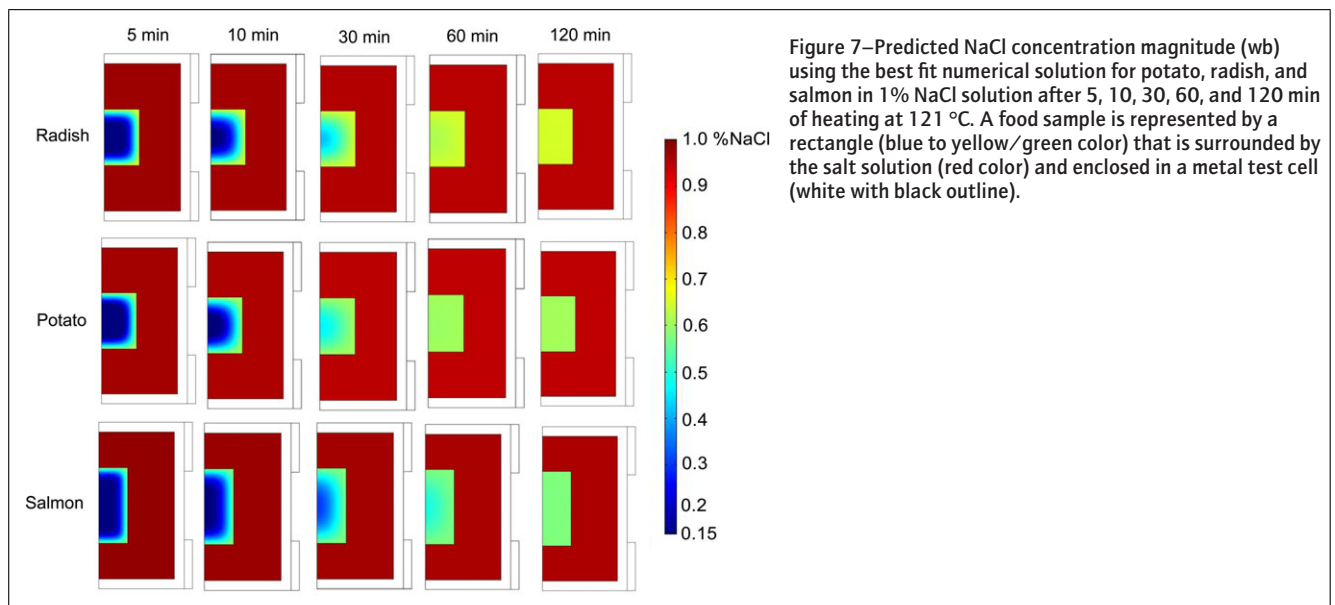 5 min 10 min 30 min 60 min 120 min
Radish
Potato
Salmon
1.0 %NaCl
0.9
0.8
0.7
0.6
0.5
0.4
0.3
0.2
0.15
Figure 7–Predicted NaCl concentration magnitude (wb)
using the best fit numerical solution for potato, radish, and
salmon in 1% NaCl solution after 5, 10, 30, 60, and 120 min
of heating at 121 °C. A food sample is represented by a
rectangle (blue to yellow/green color) that is surrounded by
the salt solution (red color) and enclosed in a metal test cell
(white with black outline).